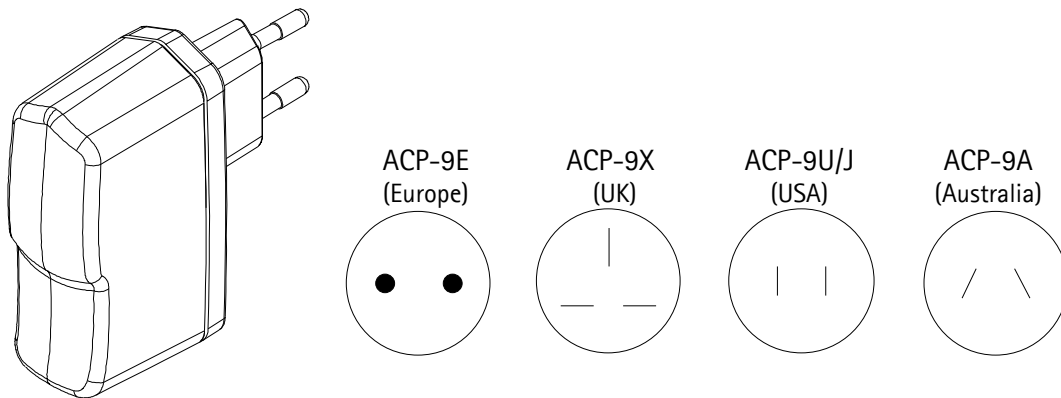 ACP-9E
(Europe)
ACP-9X
(UK)
ACP-9U/J
(USA)
ACP-9A
(Australia)